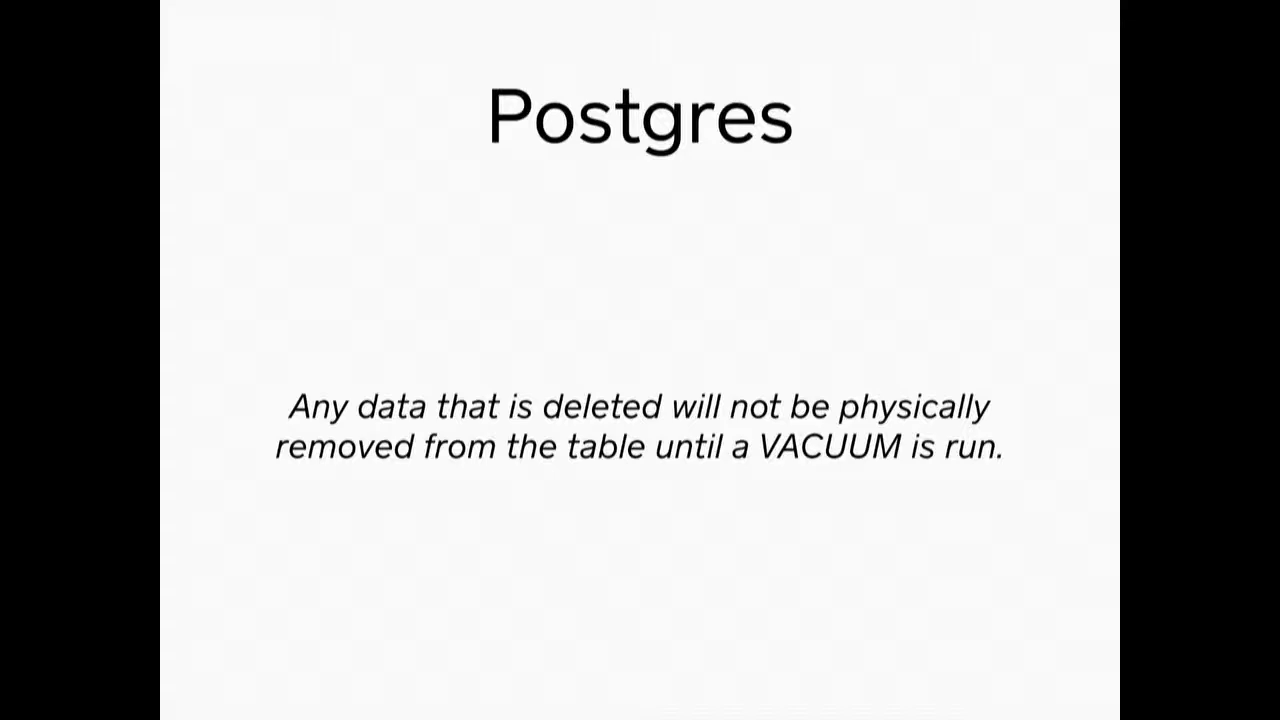 Postgres
Any data that is deleted will not be physically
removed from the table until a VACUUM is run.